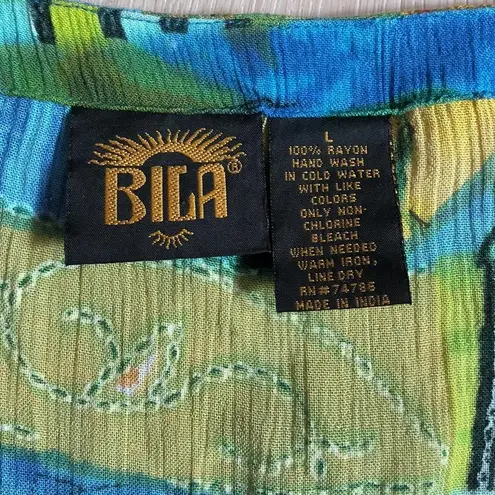 BILA®
L
100% RAYON
HAND WASH
IN COLD WATER
WITH LIKE
COLORS
ONLY NON-
CHLORINE
BLEACH
WHEN NEEDED
WARM IRON,
LINE DRY
RN#74785
MADE IN INDIA